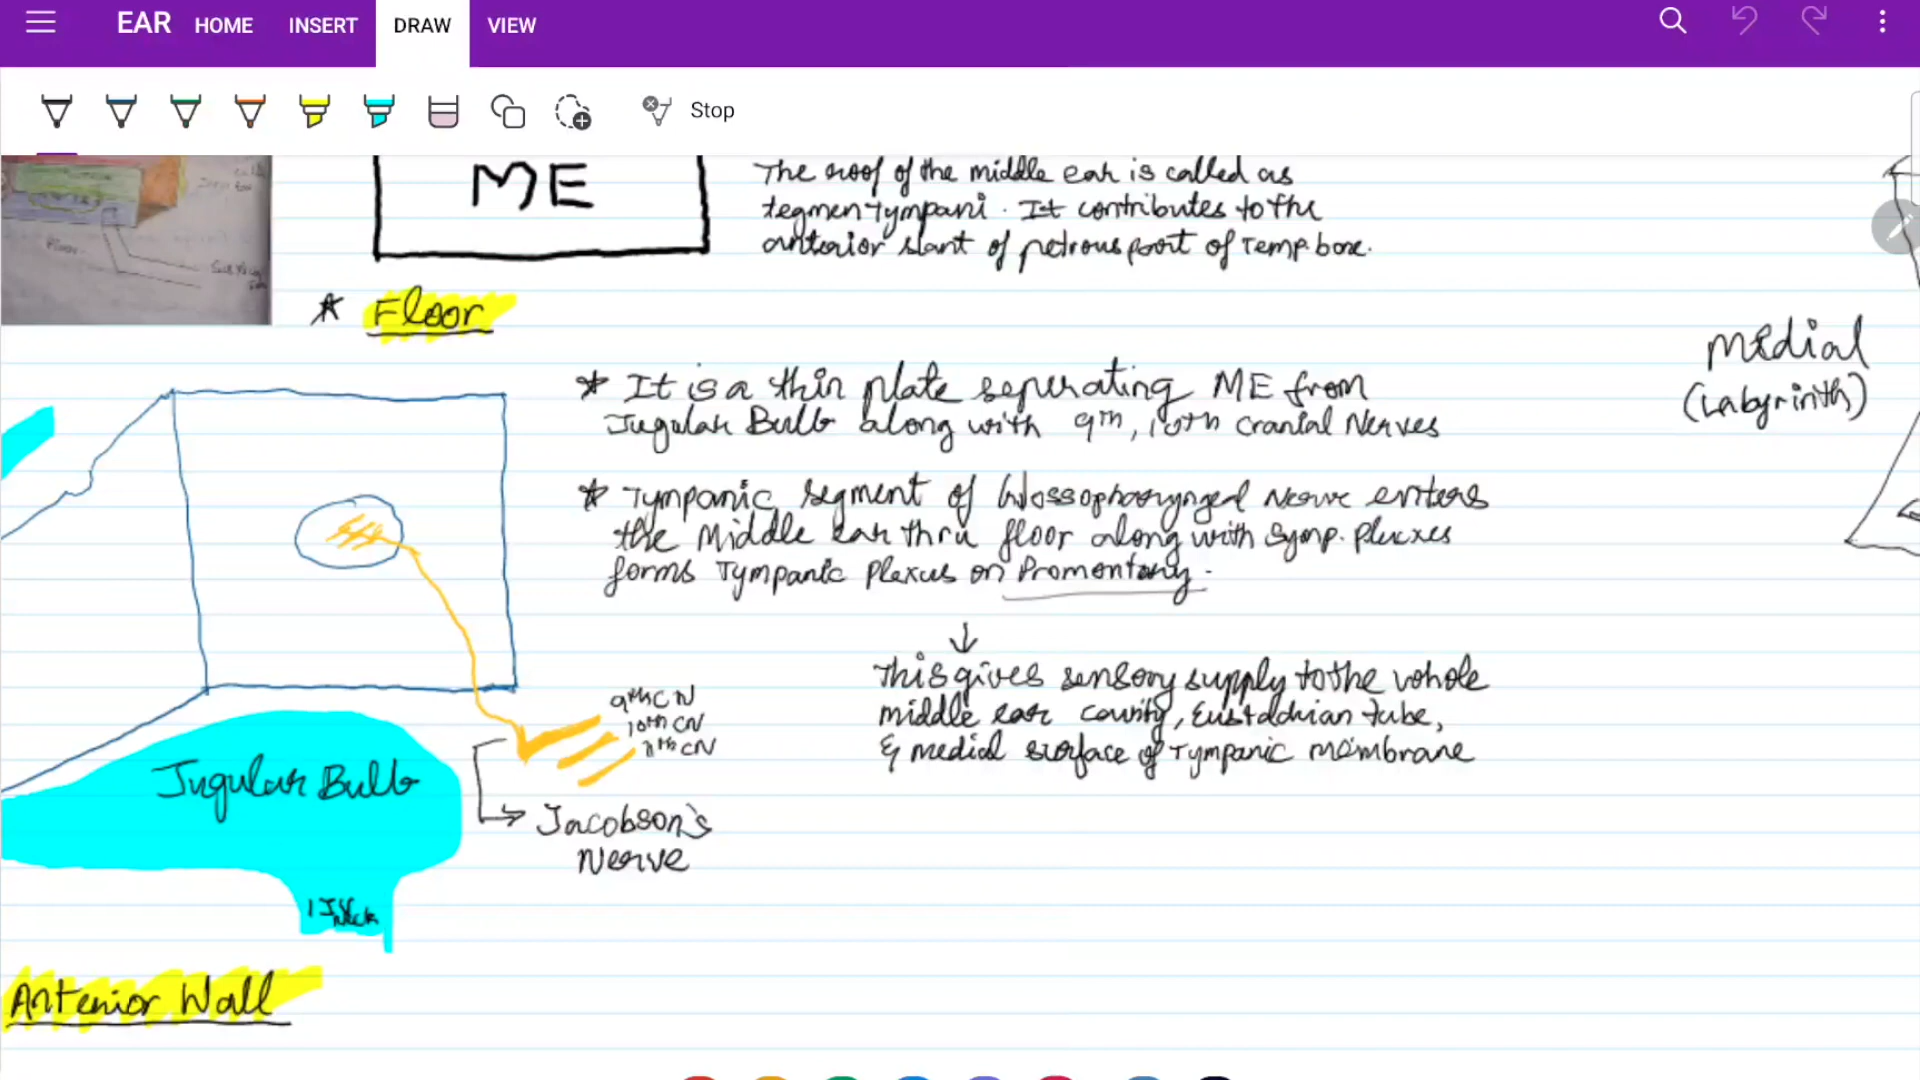 EAR HOME INSERT DRAW VIEW
Stop
ME
The roof of the middle ear is called as
tegmen tympani. It contributes to the
anterior slant of petrous part of Temp. bone.
Floor
It is a thin plate seperating ME from
Jugular Bulb along with 9th, 10th Cranial Nerves
Tympanic segment of Glossopharyngeal Nerve enters
the Middle ear thru floor along with Symp. plexxes
forms Tympanic Plexus on Promontary.
↓
This gives sensory supply to the whole
middle ear cavity, Eustachian tube,
& medial surface of Tympanic membrane
9th CN
10th CN
11th CN
Jugular Bulb
Jacobson's
Nerve
Anterior Wall
Medial
(Labyrinth)